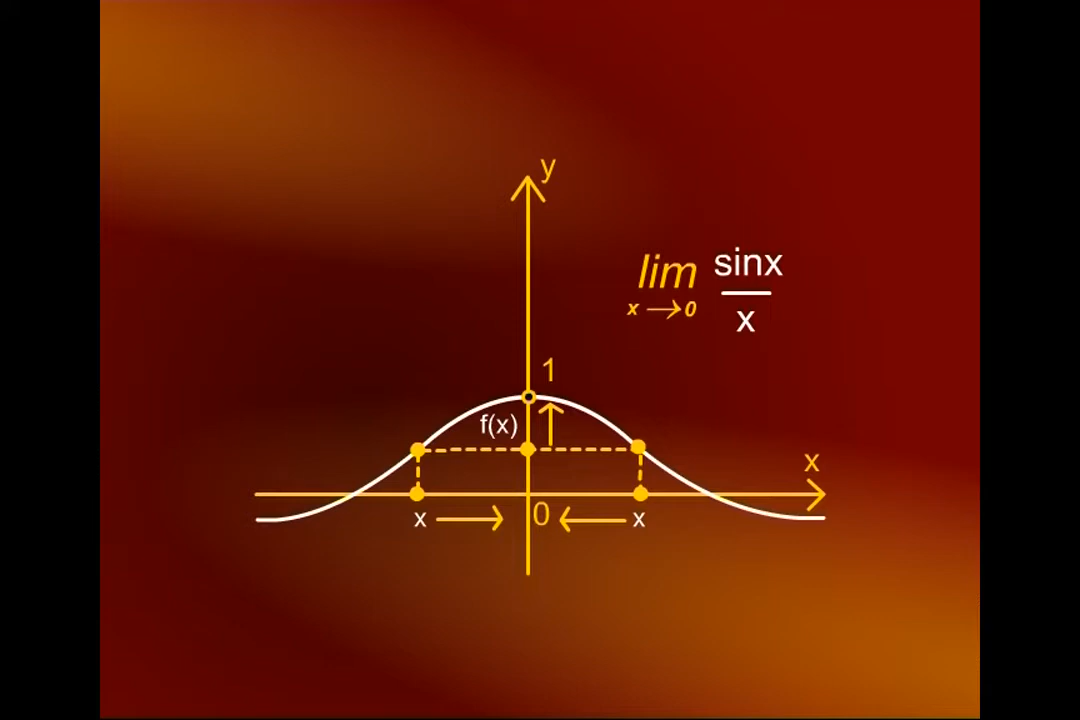 y
lim sinx
x→0 x
1
f(x)
x
x → 0 ← x